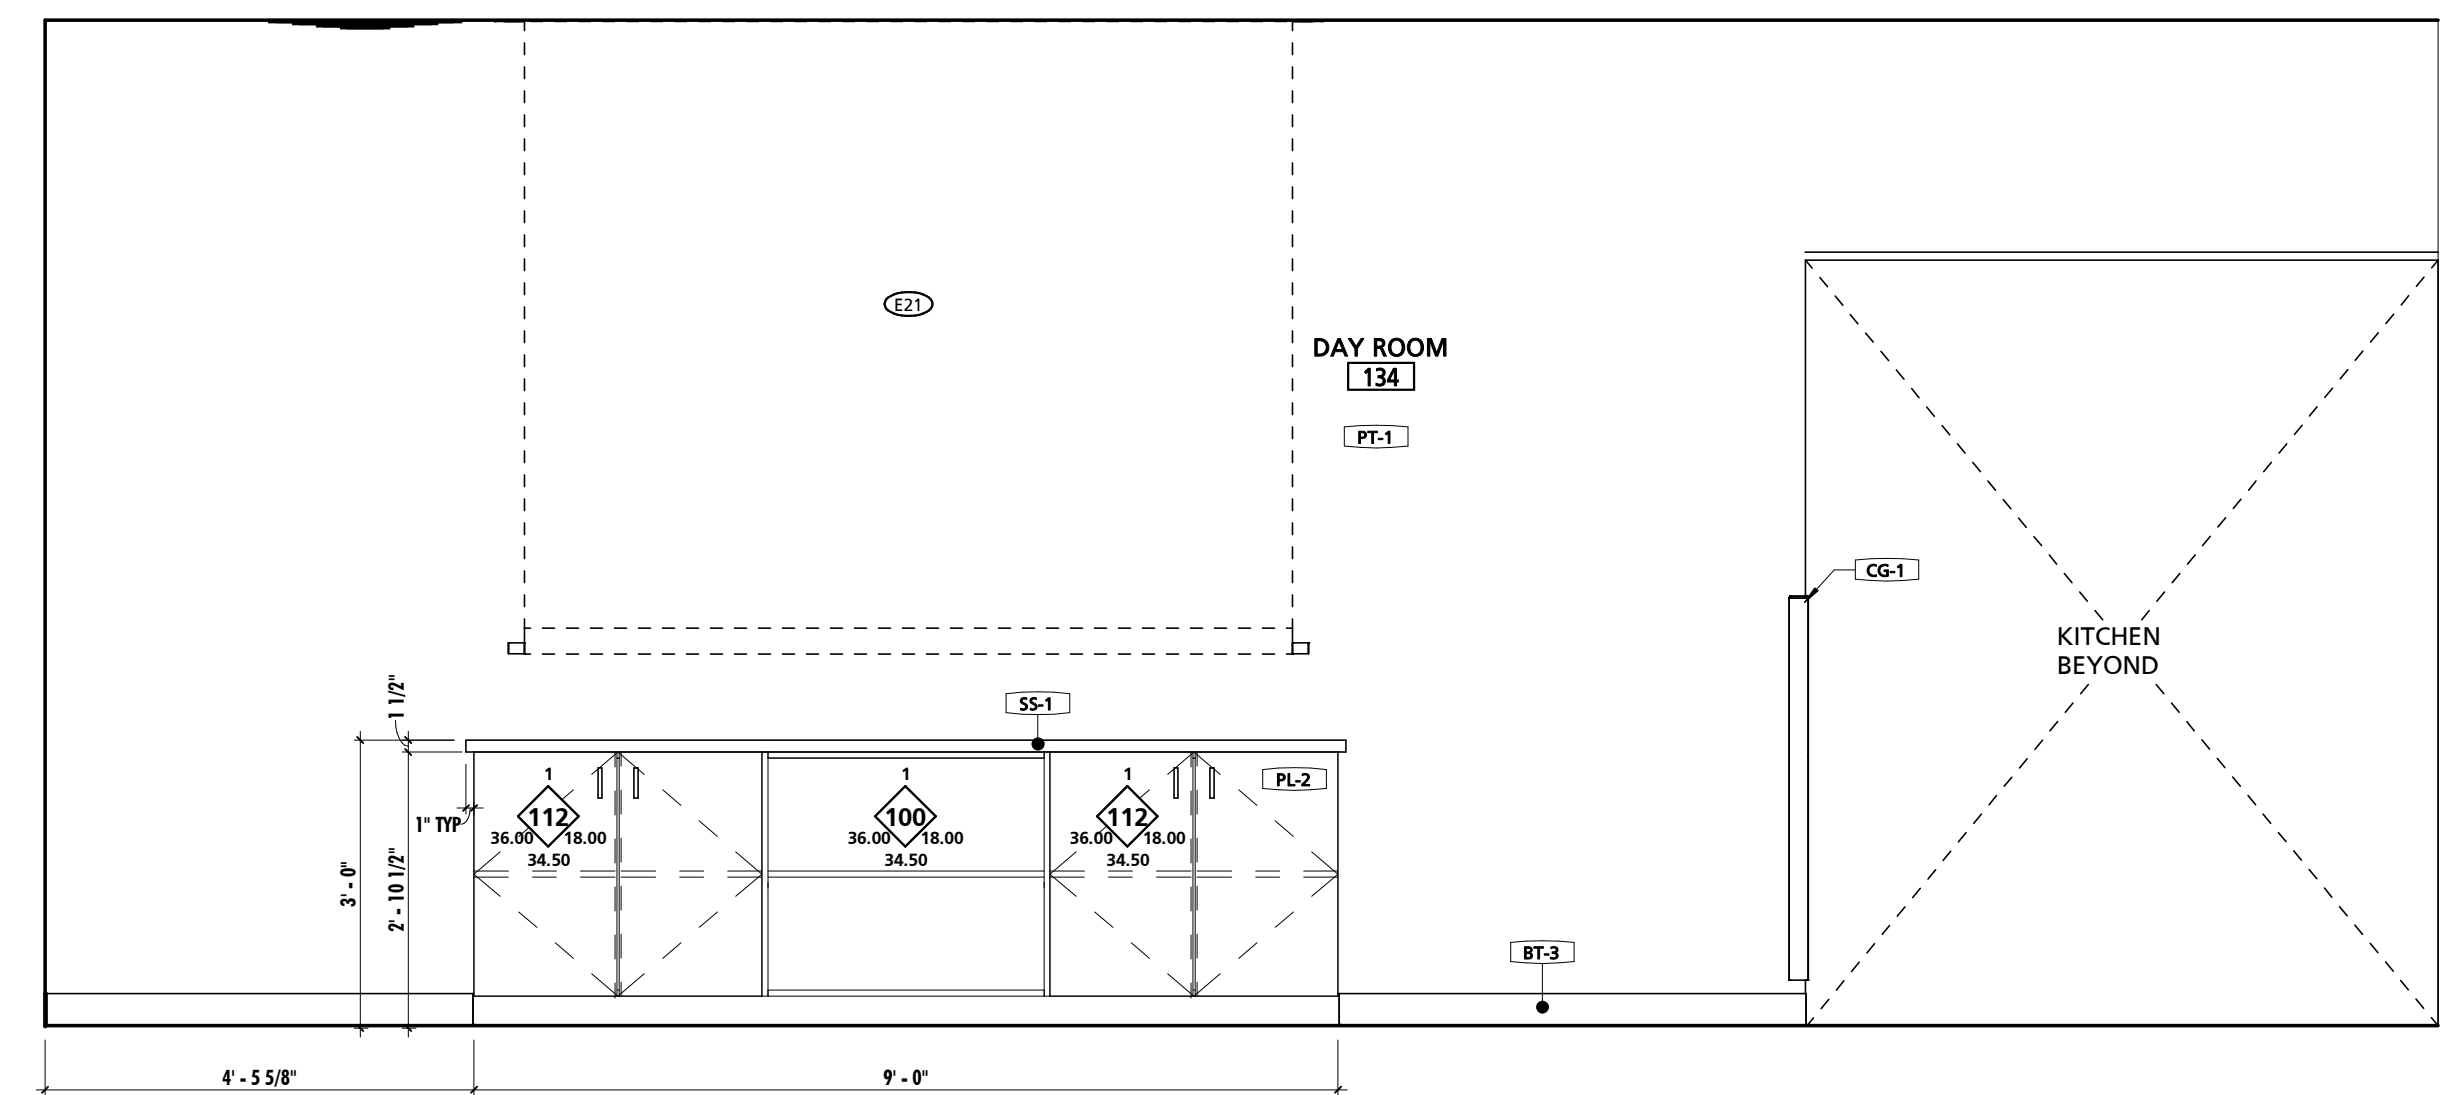 E21
DAY ROOM
134
PT-1
CG-1
KITCHEN
BEYOND
1 1/2"
SS-1
1
112
36.00 18.00
34.50
1
100
36.00 18.00
34.50
1
112
36.00 18.00
34.50
PL-2
1" TYP
3' - 0"
2' - 10 1/2"
BT-3
4' - 5 5/8"
9' - 0"